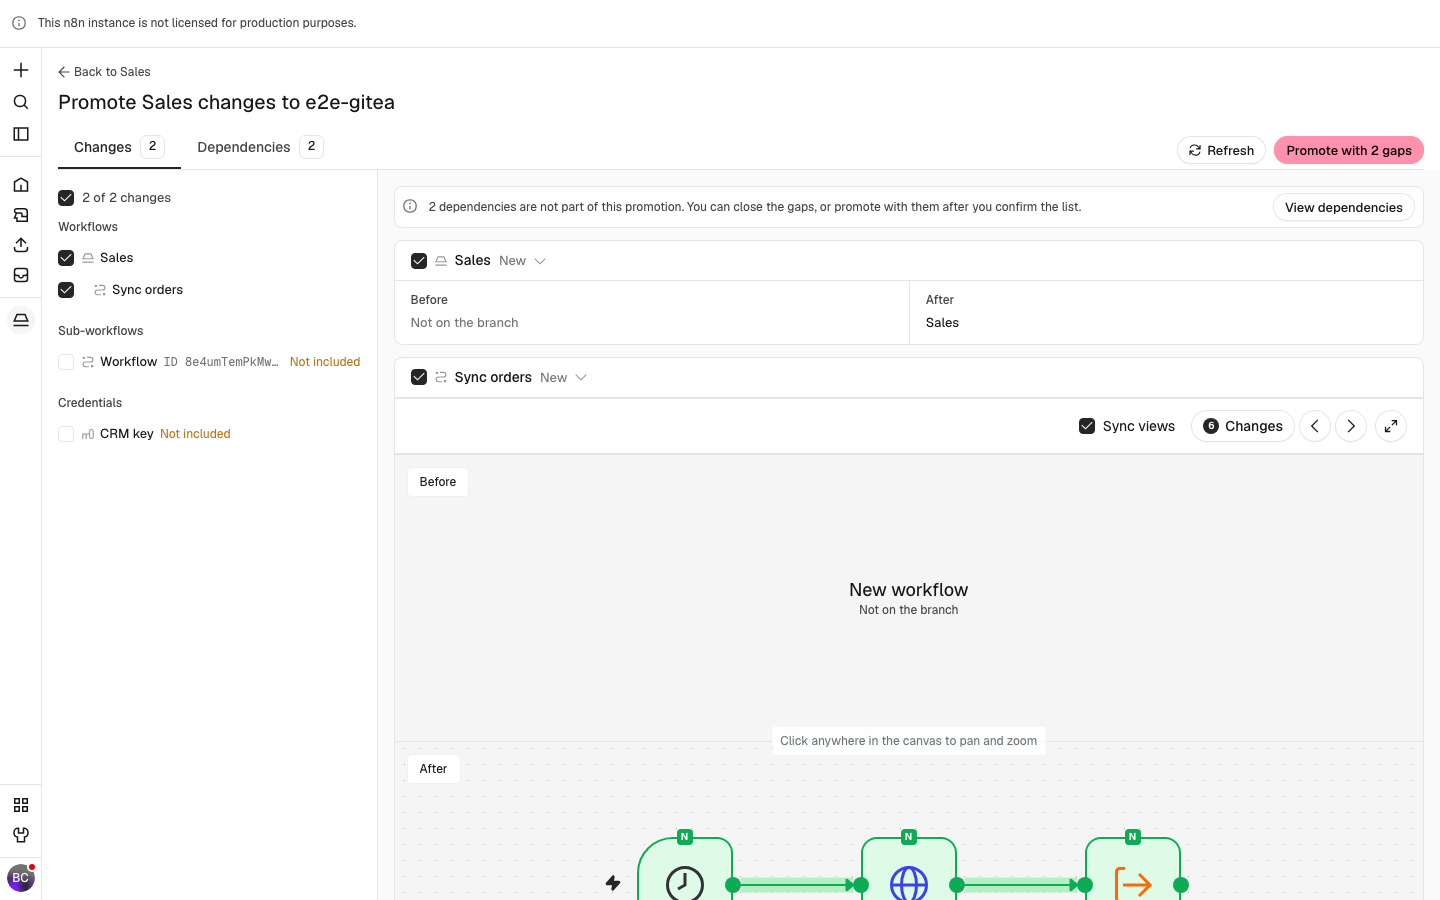 This n8n instance is not licensed for production purposes.
Back to Sales
Promote Sales changes to e2e-gitea
Changes 2 Dependencies 2
Refresh Promote with 2 gaps
2 of 2 changes
Workflows
Sales
Sync orders
Sub-workflows
Workflow ID 8e4umTemPkMw... Not included
Credentials
CRM key Not included
2 dependencies are not part of this promotion. You can close the gaps, or promote with them after you confirm the list. View dependencies
Sales New
Before
Not on the branch
After
Sales
Sync orders New
Sync views 6 Changes
Before
New workflow
Not on the branch
Click anywhere in the canvas to pan and zoom
After
N N N
BC